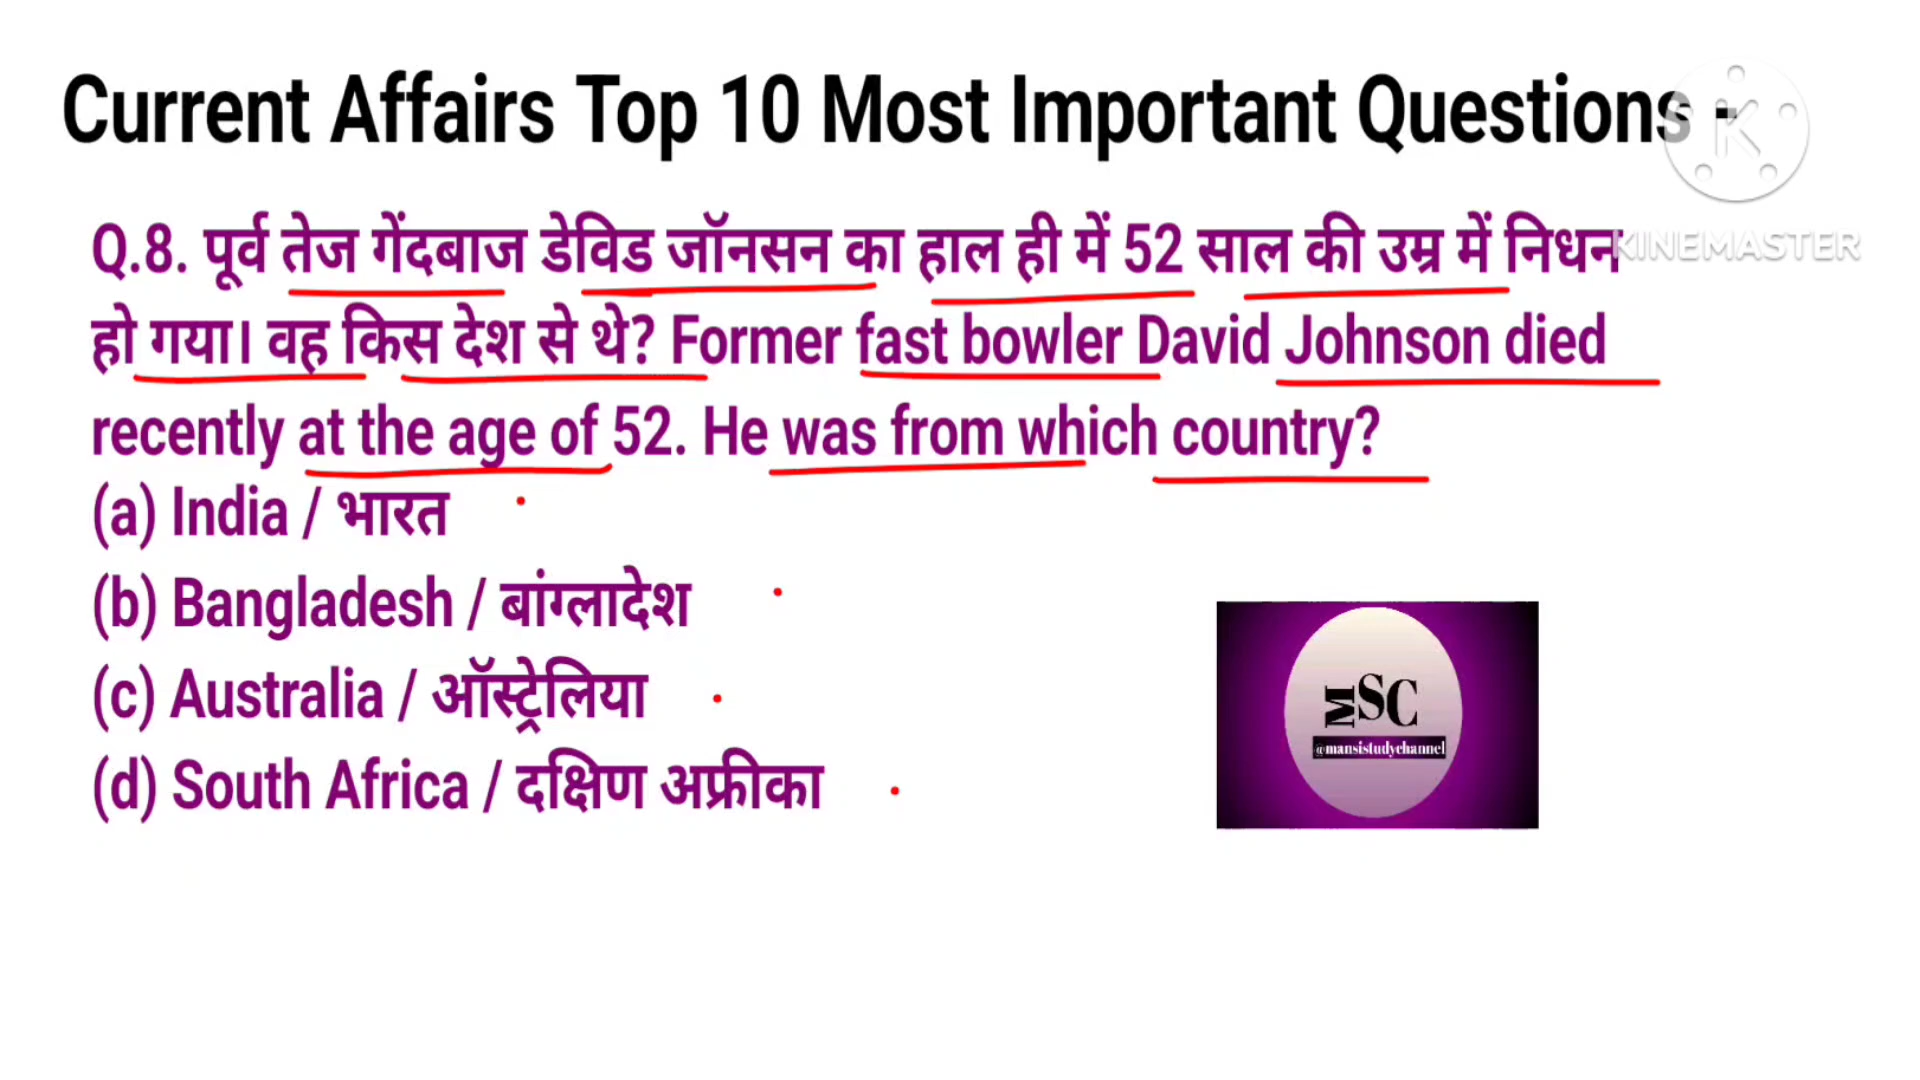 Current Affairs Top 10 Most Important Questions -
KINEMASTER
Q.8. पूर्व तेज गेंदबाज डेविड जॉनसन का हाल ही में 52 साल की उम्र में निधन
हो गया। वह किस देश से थे? Former fast bowler David Johnson died
recently at the age of 52. He was from which country?
(a) India / भारत
(b) Bangladesh / बांग्लादेश
(c) Australia / ऑस्ट्रेलिया
(d) South Africa / दक्षिण अफ्रीका
MSC
@mansistudychannel